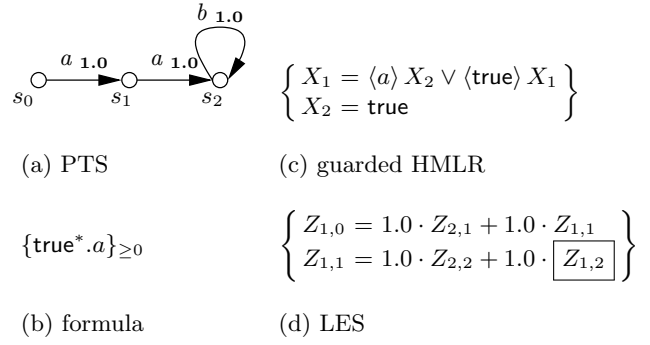 b 1.0
a 1.0 a 1.0
s₀ s₁ s₂
(a) PTS
{ X₁ = ⟨a⟩ X₂ ∨ ⟨true⟩ X₁
X₂ = true }
(c) guarded HMLR
{true*.a}≥0
(b) formula
{ Z₁,₀ = 1.0 · Z₂,₁ + 1.0 · Z₁,₁
Z₁,₁ = 1.0 · Z₂,₂ + 1.0 · Z₁,₂ }
(d) LES